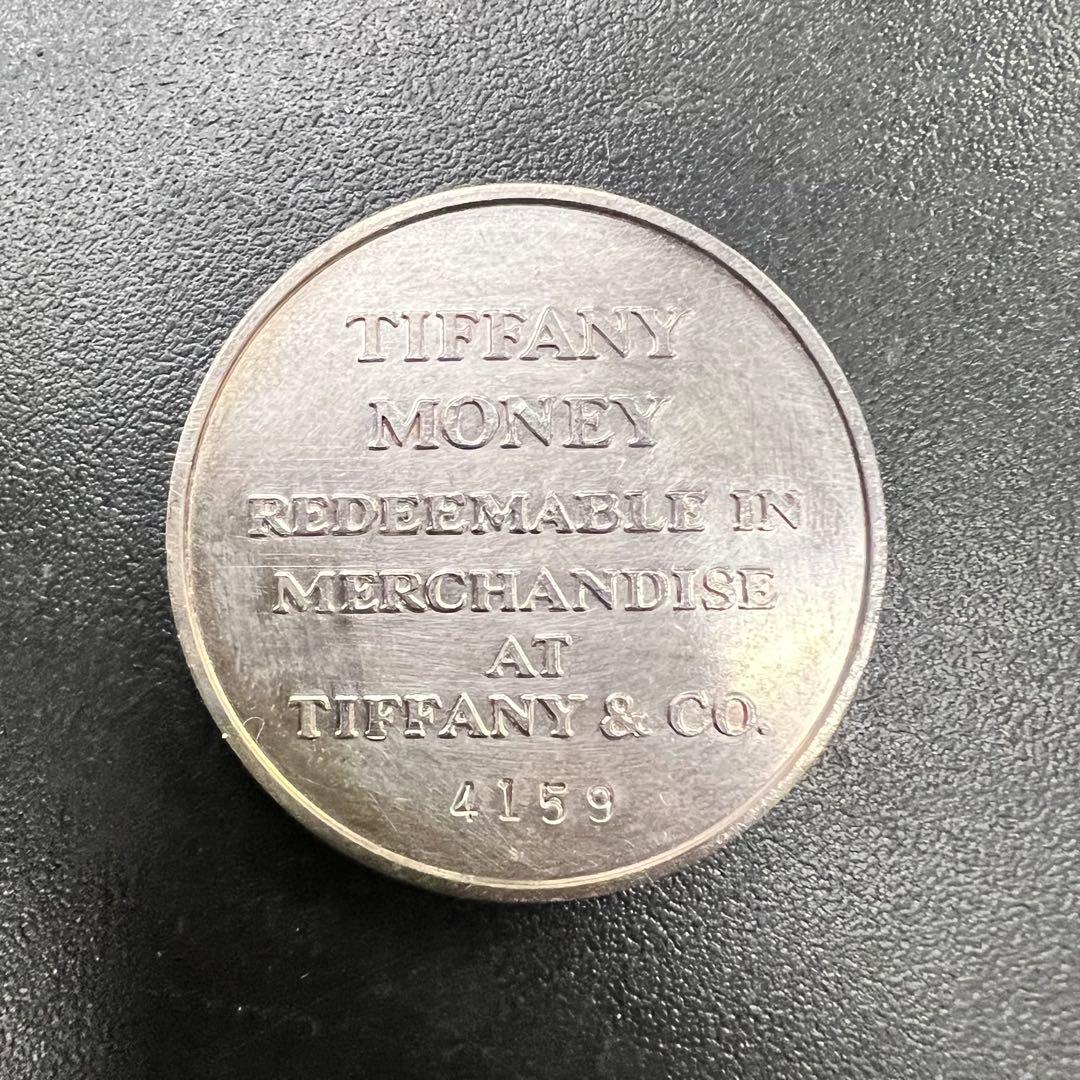 TIFFANY
MONEY
REDEEMABLE IN
MERCHANDISE
AT
TIFFANY & CO.
4159